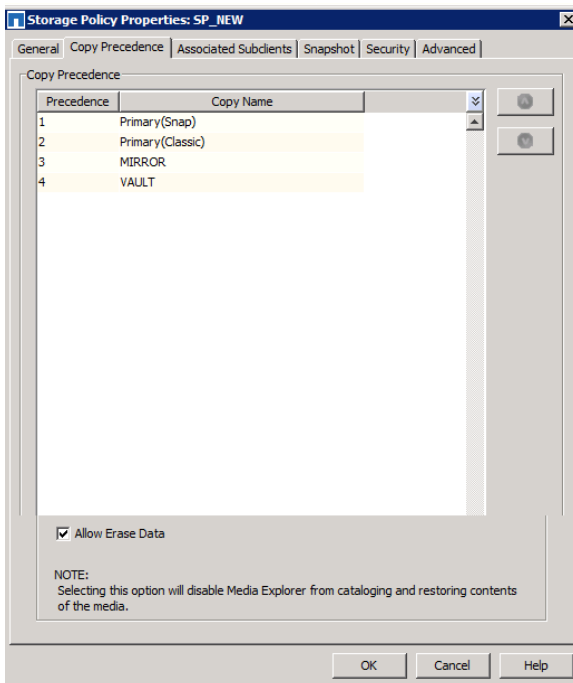 Storage Policy Properties: SP_NEW
General Copy Precedence Associated Subclients Snapshot Security Advanced
Copy Precedence
Precedence Copy Name
1 Primary(Snap)
2 Primary(Classic)
3 MIRROR
4 VAULT
Allow Erase Data
NOTE:
Selecting this option will disable Media Explorer from cataloging and restoring contents
of the media.
OK Cancel Help